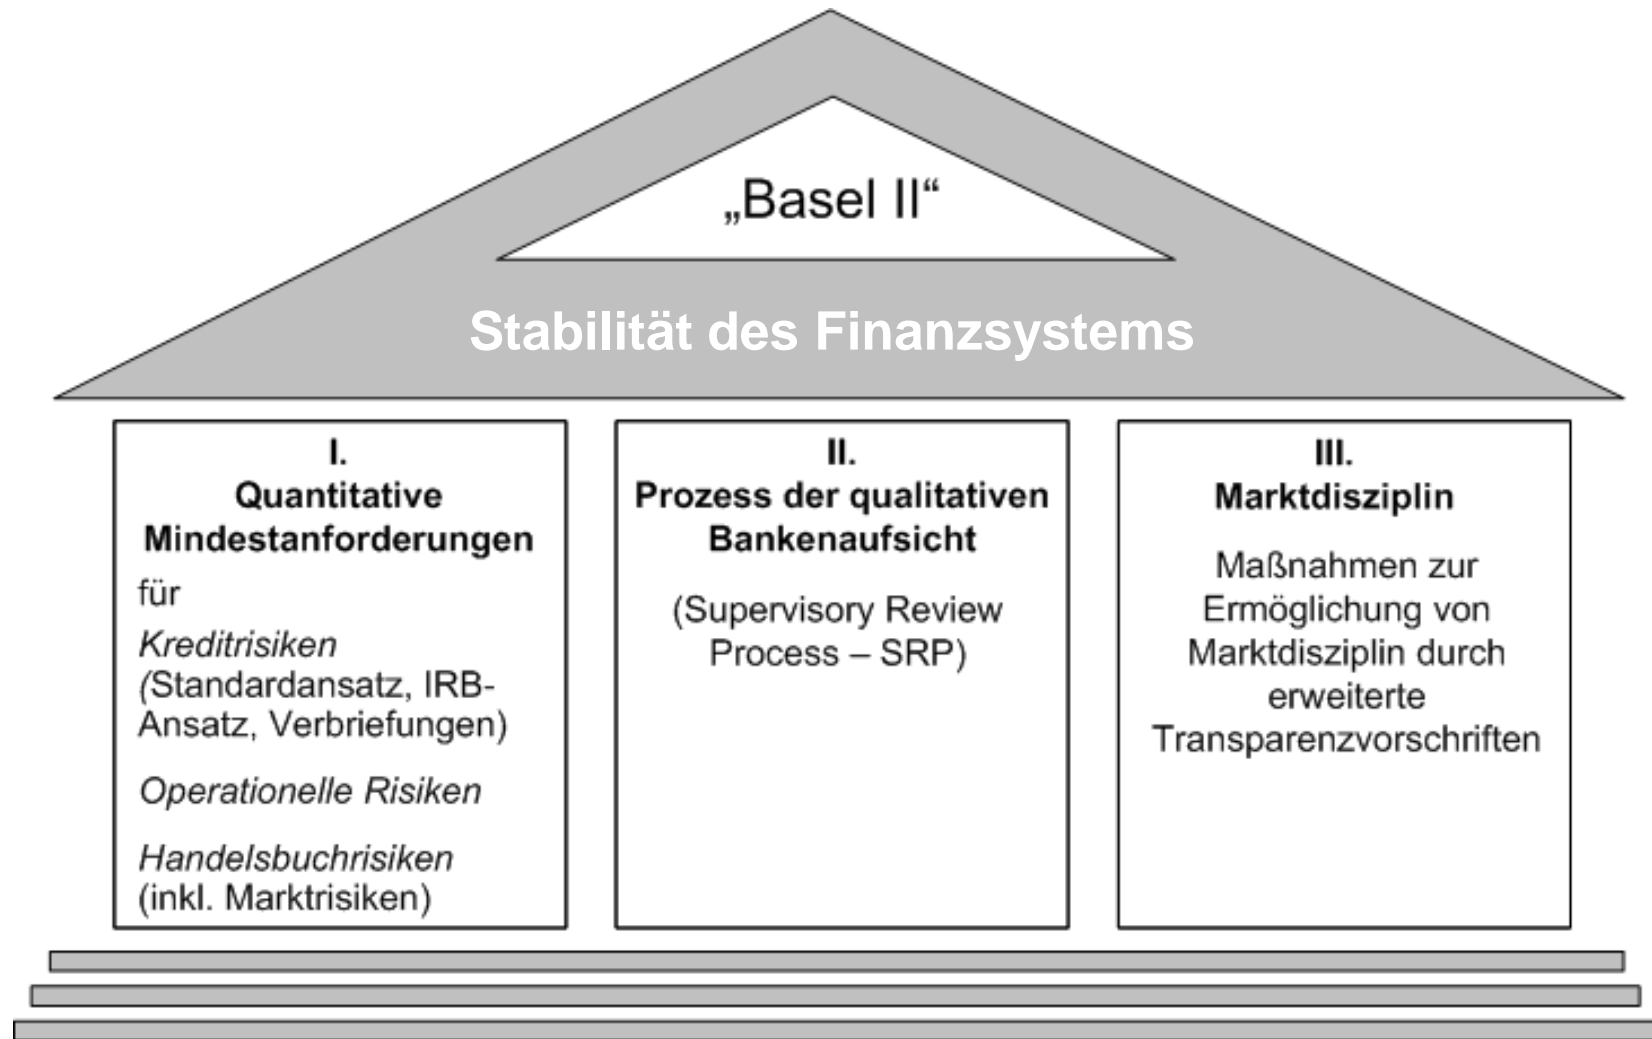 „Basel II“
Stabilität des Finanzsystems
I.
Quantitative
Mindestanforderungen
für
Kreditrisiken
(Standardansatz, IRB-
Ansatz, Verbriefungen)
Operationelle Risiken
Handelsbuchrisiken
(inkl. Marktrisiken)
II.
Prozess der qualitativen
Bankenaufsicht
(Supervisory Review
Process – SRP)
III.
Marktdisziplin
Maßnahmen zur
Ermöglichung von
Marktdisziplin durch
erweiterte
Transparenzvorschriften